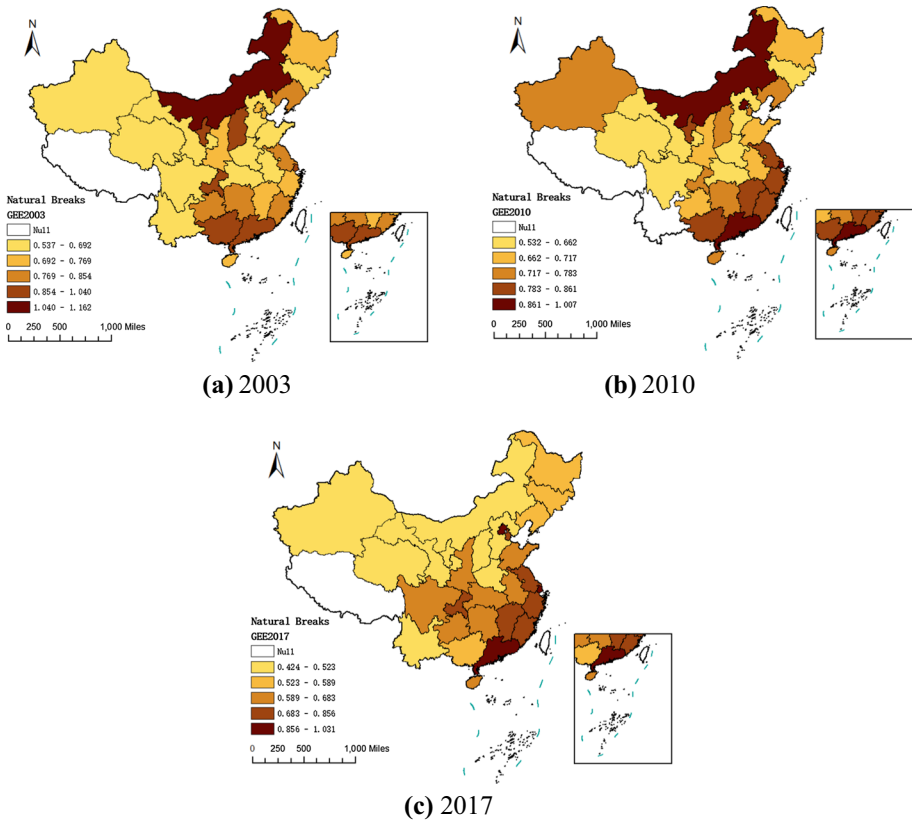 N
Natural Breaks
GEE2003
Null
0.537 - 0.692
0.692 - 0.769
0.769 - 0.854
0.854 - 1.040
1.040 - 1.162
0 250 500 1,000 Miles
(a) 2003
N
Natural Breaks
GEE2010
Null
0.532 - 0.662
0.662 - 0.717
0.717 - 0.783
0.783 - 0.861
0.861 - 1.007
0 250 500 1,000 Miles
(b) 2010
N
Natural Breaks
GEE2017
Null
0.424 - 0.523
0.523 - 0.589
0.589 - 0.683
0.683 - 0.856
0.856 - 1.031
0 250 500 1,000 Miles
(c) 2017